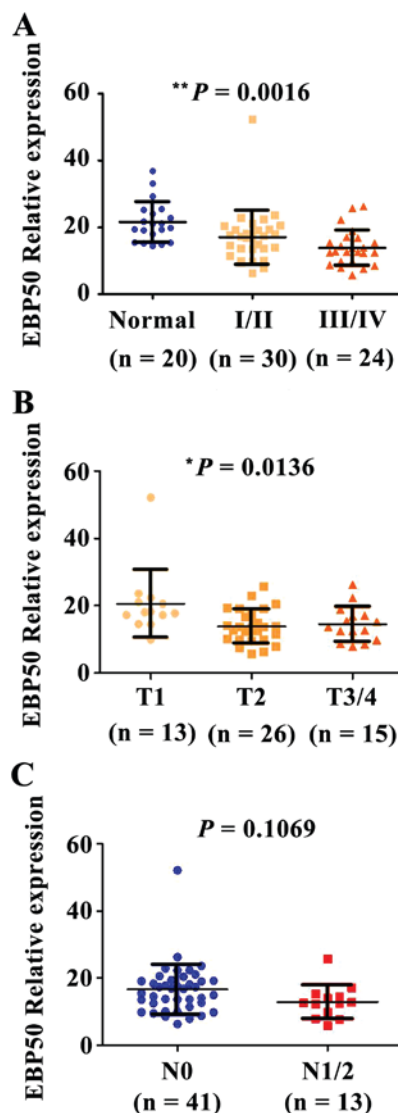 A
EBP50 Relative expression
60
40
20
0
**P = 0.0016
Normal I/II III/IV
(n = 20) (n = 30) (n = 24)
B
EBP50 Relative expression
60
40
20
0
*P = 0.0136
T1 T2 T3/4
(n = 13) (n = 26) (n = 15)
C
EBP50 Relative expression
60
40
20
0
P = 0.1069
N0 N1/2
(n = 41) (n = 13)